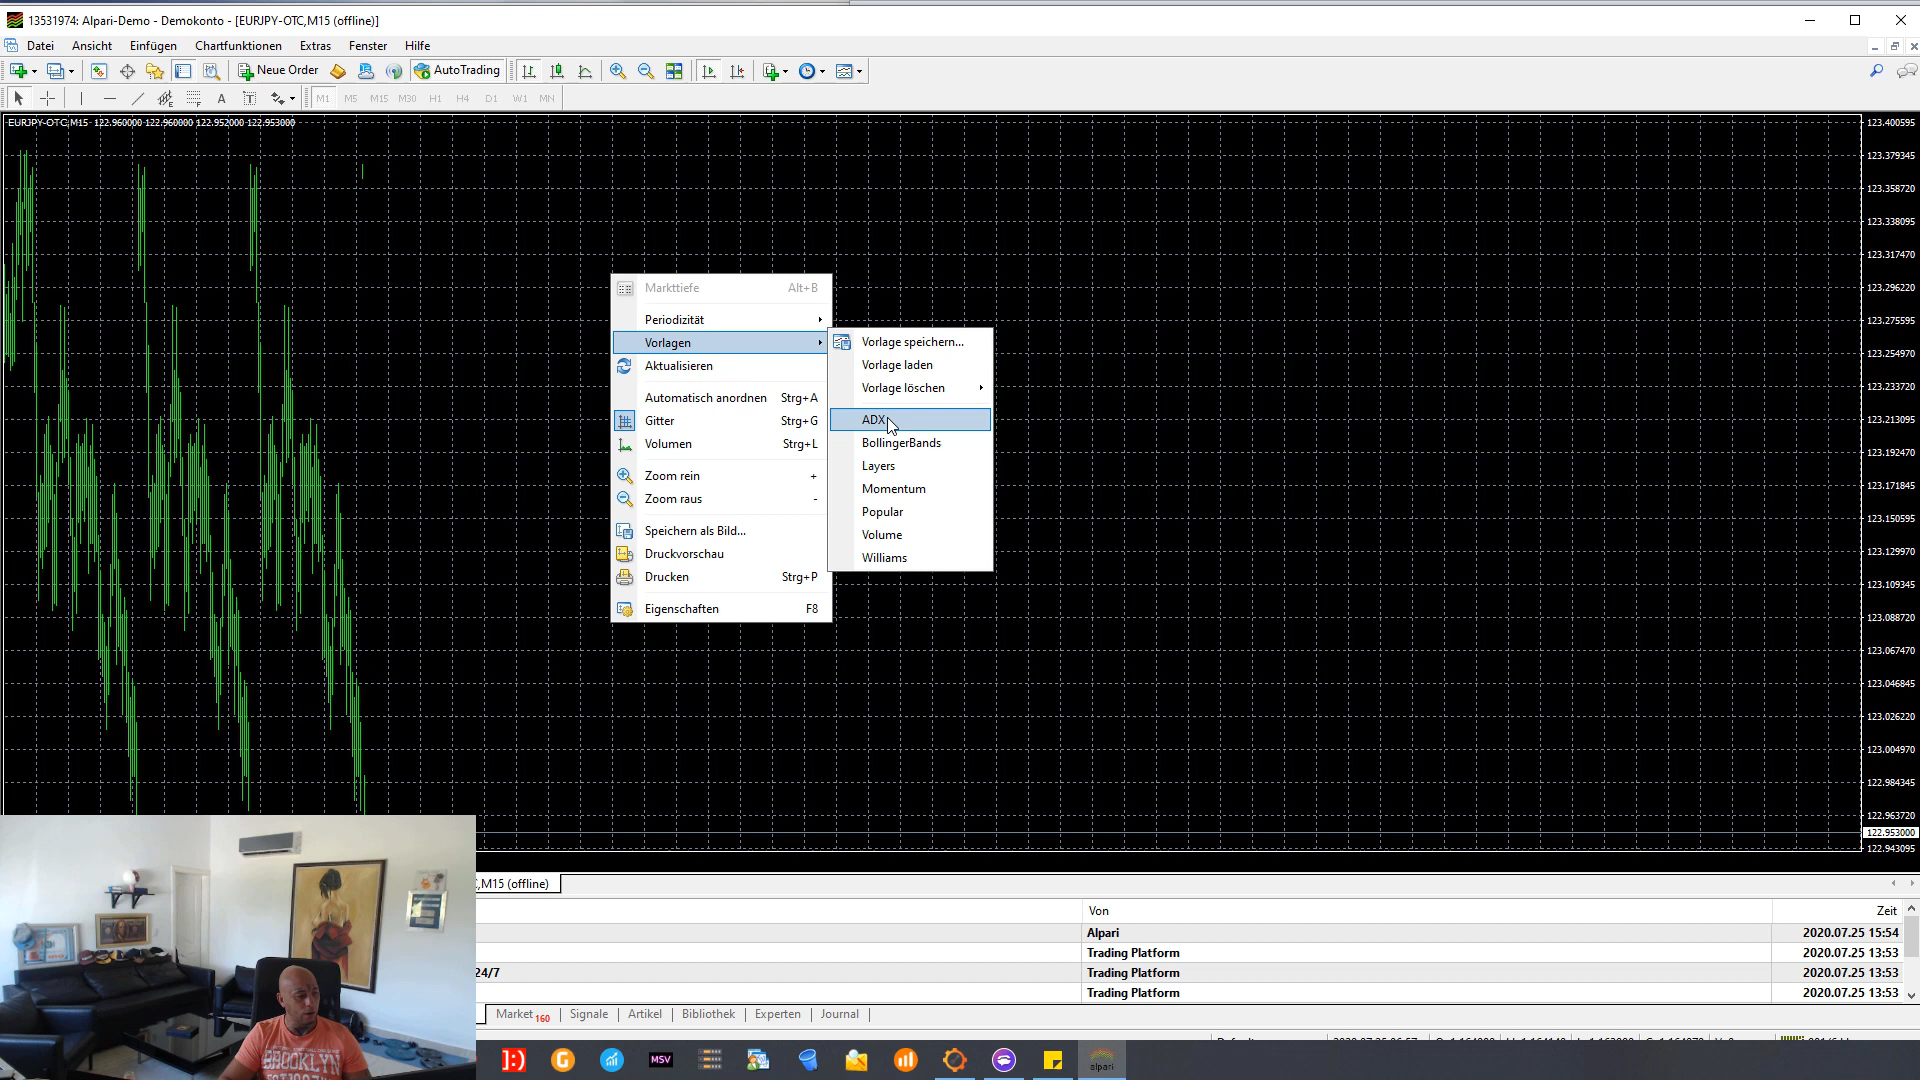 13531974: Alpari-Demo - Demokonto - [EURJPY-OTC,M15 (offline)]
Datei Ansicht Einfügen Chartfunktionen Extras Fenster Hilfe
Neue Order AutoTrading
A T M1 M5 M15 M30 H1 H4 D1 W1 MN
EURJPY-OTC,M15 122.960000 122.960000 122.952000 122.953000
123.400595
123.379345
123.358720
123.338095
123.317470
123.296220
123.275595
123.254970
123.233720
123.213095
123.192470
123.171845
123.150595
123.129970
123.109345
123.088720
123.067470
123.046845
123.026220
123.004970
122.984345
122.963720
122.953000
122.943095
Markttiefe Alt+B
Periodizität
Vorlagen
Aktualisieren
Automatisch anordnen Strg+A
Gitter Strg+G
Volumen Strg+L
Zoom rein +
Zoom raus -
Speichern als Bild...
Druckvorschau
Drucken Strg+P
Eigenschaften F8
Vorlage speichern...
Vorlage laden
Vorlage löschen
ADX
BollingerBands
Layers
Momentum
Popular
Volume
Williams
,M15 (offline)
Von Zeit
Alpari 2020.07.25 15:54
Trading Platform 2020.07.25 13:53
24/7 Trading Platform 2020.07.25 13:53
Trading Platform 2020.07.25 13:53
Market 160 Signale Artikel Bibliothek Experten Journal
BROOKLYN
MSV
alpari